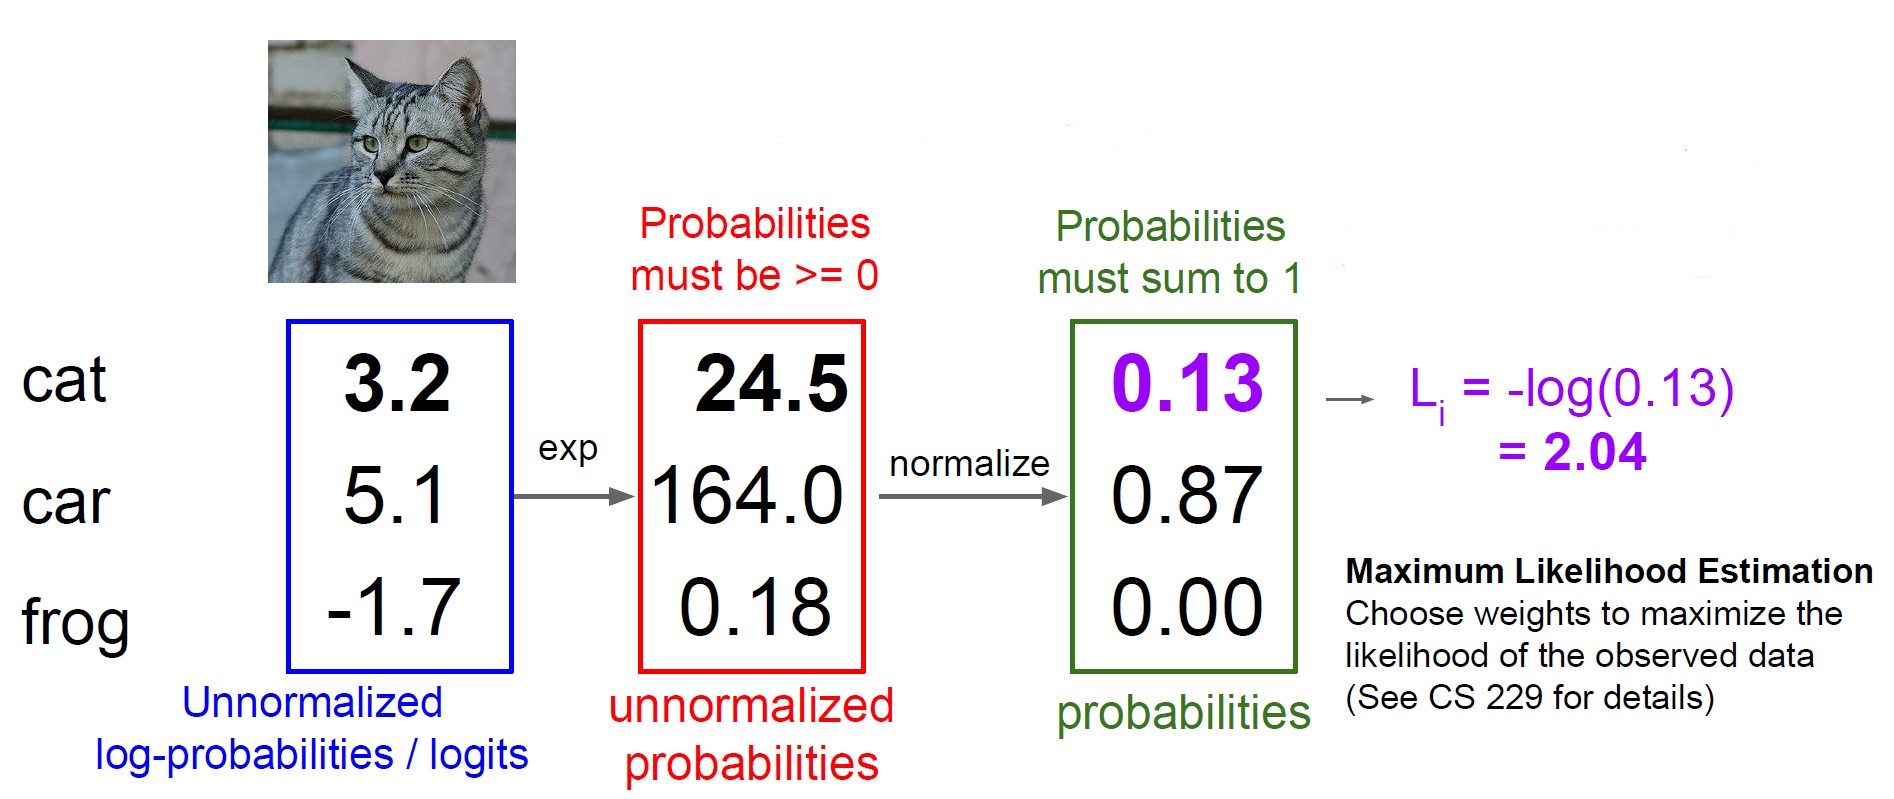 Probabilities
must be >= 0
Probabilities
must sum to 1
cat
3.2
24.5
0.13
Li = -log(0.13)
= 2.04
exp
normalize
car
5.1
164.0
0.87
frog
-1.7
0.18
0.00
Maximum Likelihood Estimation
Choose weights to maximize the
likelihood of the observed data
(See CS 229 for details)
Unnormalized
log-probabilities / logits
unnormalized
probabilities
probabilities